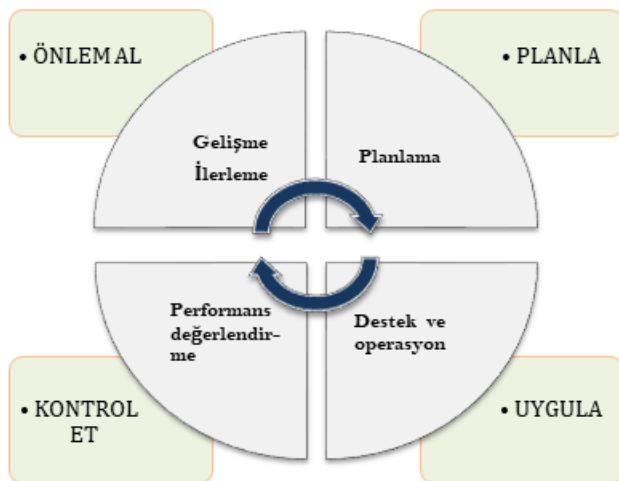 • ÖNLEM AL
• PLANLA
Gelişme
İlerleme
Planlama
Performans
değerlendir-
me
Destek ve
operasyon
• KONTROL
ET
• UYGULA